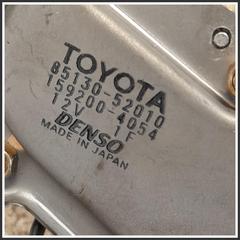 TOYOTA
85130-52010
159200-4054
12V 1F
DENSO
MADE IN JAPAN